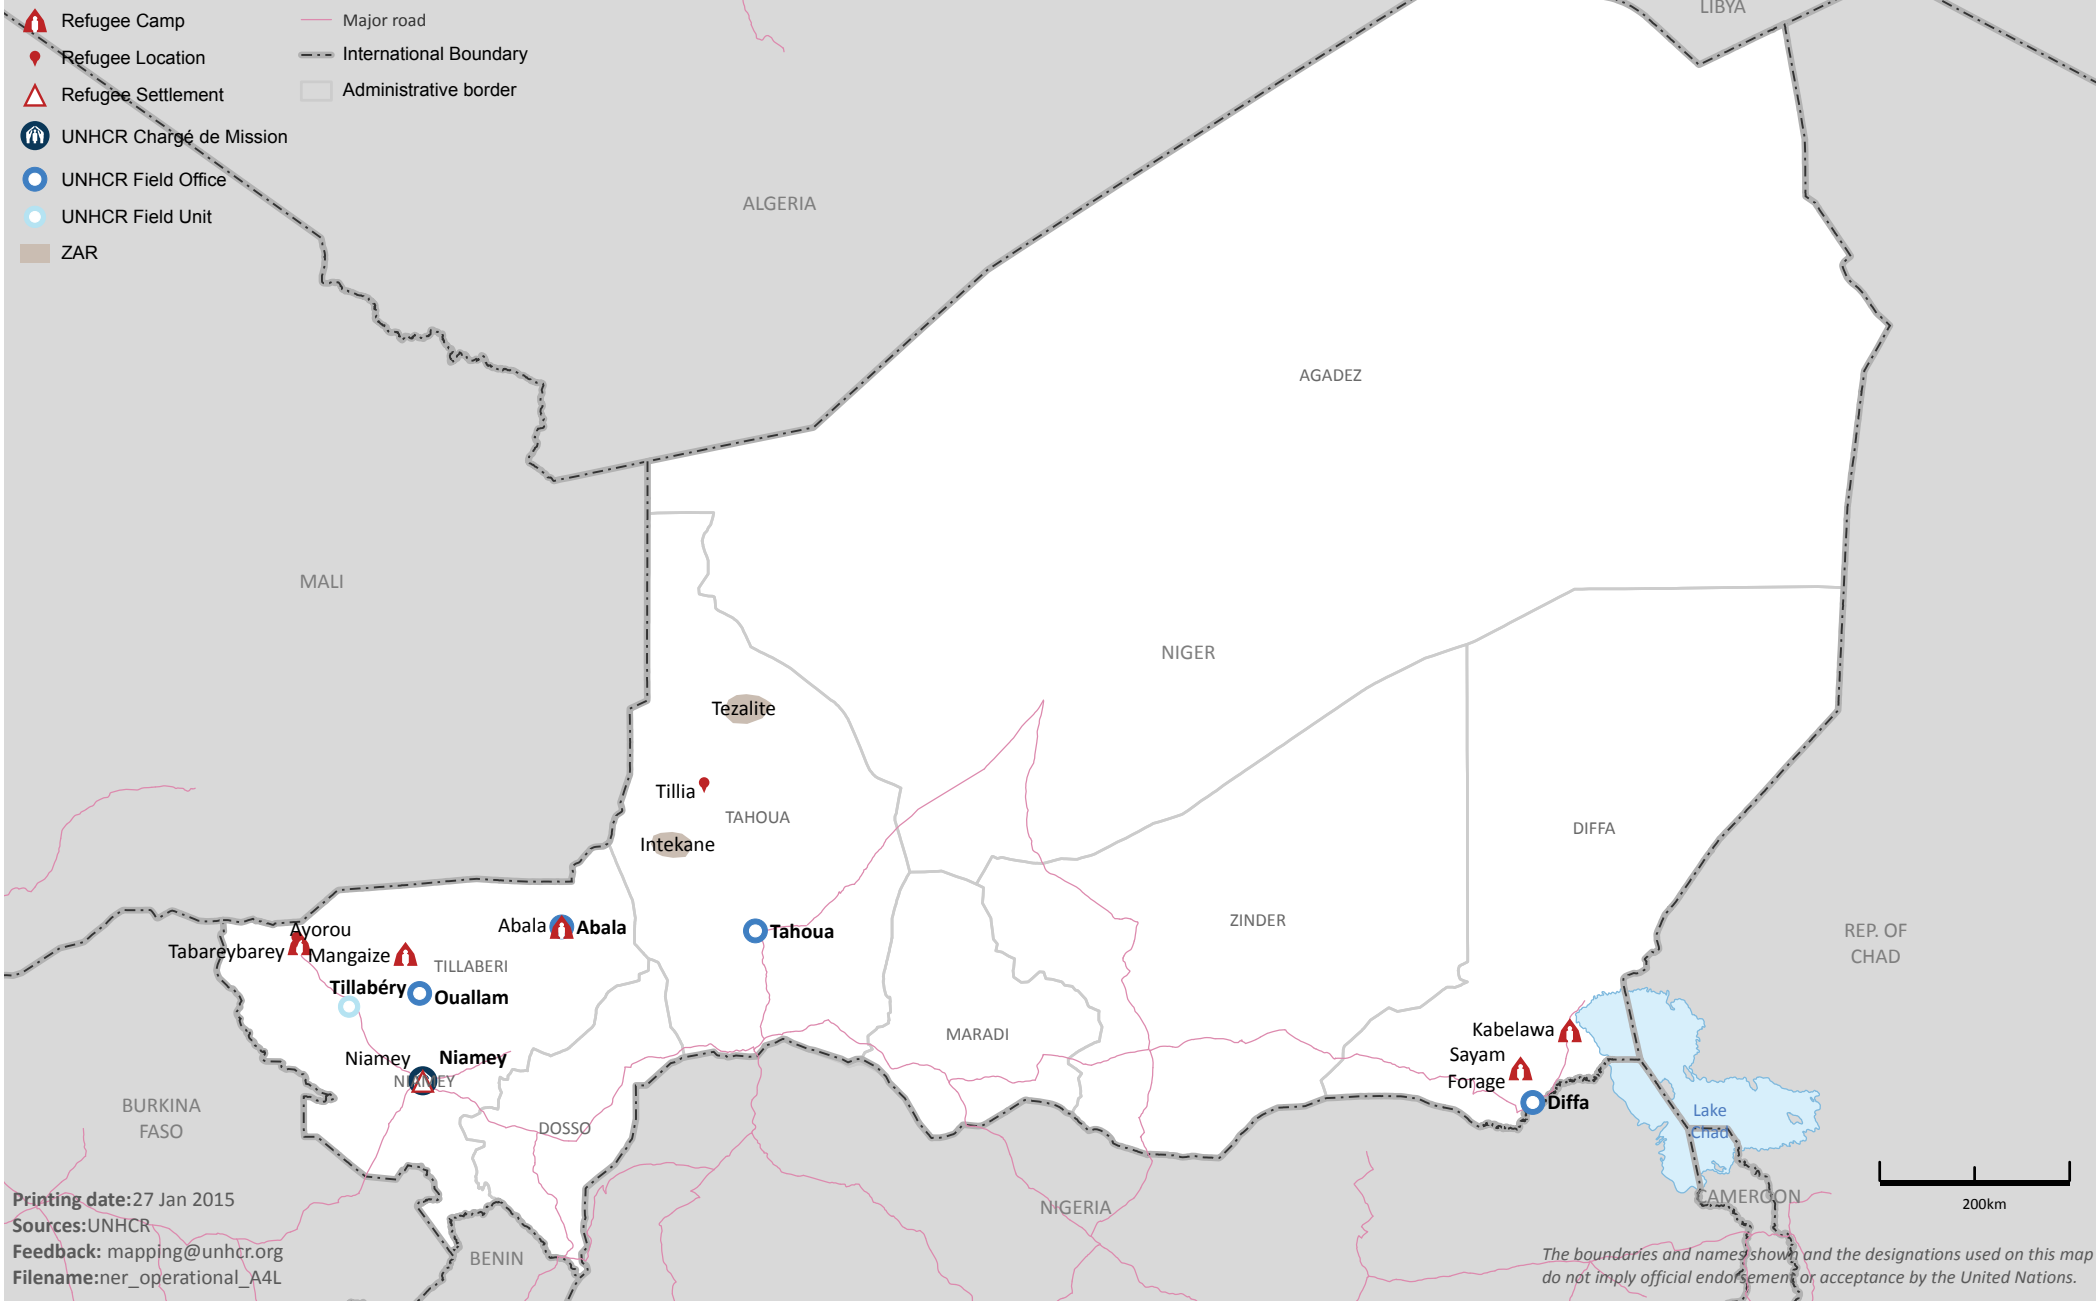 Refugee Camp
Refugee Location
Refugee Settlement
UNHCR Chargé de Mission
UNHCR Field Office
UNHCR Field Unit
ZAR
Major road
International Boundary
Administrative border
LIBYA
ALGERIA
AGADEZ
MALI
NIGER
Tezalite
Tillia
TAHOUA
DIFFA
Intekane
ZINDER
Abala
Abala
Tahoua
Ayorou
Tabareybarey
Mangaize
TILLABERI
REP. OF
CHAD
Tillabéry
Ouallam
MARADI
Kabelawa
Sayam
Forage
Niamey
Niamey
NIAMEY
Diffa
BURKINA
FASO
DOSSO
Lake
Chad
CAMEROON
NIGERIA
BENIN
200km
Printing date:27 Jan 2015
Sources:UNHCR
Feedback: mapping@unhcr.org
Filename:ner_operational_A4L
The boundaries and names shown and the designations used on this map
do not imply official endorsement or acceptance by the United Nations.